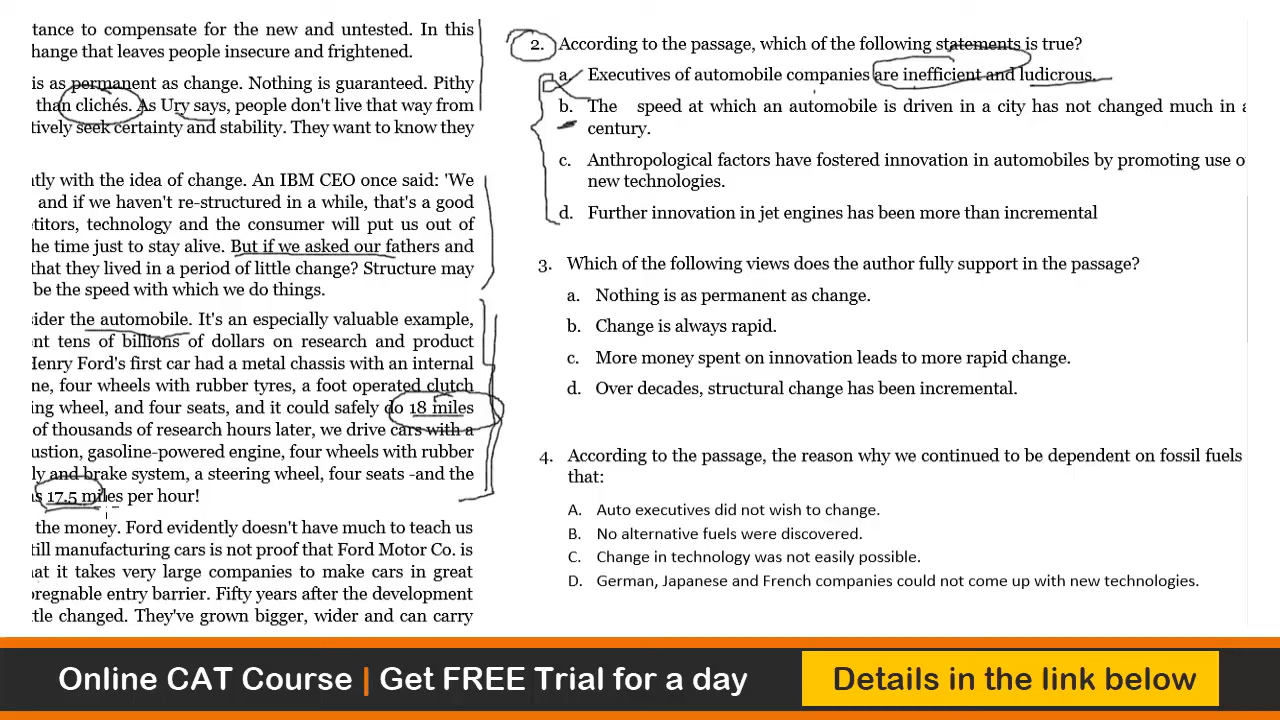 tance to compensate for the new and untested. In this
hange that leaves people insecure and frightened.
is as permanent as change. Nothing is guaranteed. Pithy
than clichés. As Ury says, people don't live that way from
tively seek certainty and stability. They want to know they
tly with the idea of change. An IBM CEO once said: 'We
and if we haven't re-structured in a while, that's a good
titors, technology and the consumer will put us out of
he time just to stay alive. But if we asked our fathers and
that they lived in a period of little change? Structure may
be the speed with which we do things.
sider the automobile. It's an especially valuable example,
nt tens of billions of dollars on research and product
Henry Ford's first car had a metal chassis with an internal
ne, four wheels with rubber tyres, a foot operated clutch
ing wheel, and four seats, and it could safely do 18 miles
of thousands of research hours later, we drive cars with a
ustion, gasoline-powered engine, four wheels with rubber
ly and brake system, a steering wheel, four seats -and the
as 17.5 miles per hour!
the money. Ford evidently doesn't have much to teach us
till manufacturing cars is not proof that Ford Motor Co. is
hat it takes very large companies to make cars in great
pregnable entry barrier. Fifty years after the development
ttle changed. They've grown bigger, wider and can carry
2. According to the passage, which of the following statements is true?
a. Executives of automobile companies are inefficient and ludicrous.
b. The speed at which an automobile is driven in a city has not changed much in a
century.
c. Anthropological factors have fostered innovation in automobiles by promoting use o
new technologies.
d. Further innovation in jet engines has been more than incremental
3. Which of the following views does the author fully support in the passage?
a. Nothing is as permanent as change.
b. Change is always rapid.
c. More money spent on innovation leads to more rapid change.
d. Over decades, structural change has been incremental.
4. According to the passage, the reason why we continued to be dependent on fossil fuels
that:
A. Auto executives did not wish to change.
B. No alternative fuels were discovered.
C. Change in technology was not easily possible.
D. German, Japanese and French companies could not come up with new technologies.
Online CAT Course | Get FREE Trial for a day
Details in the link below